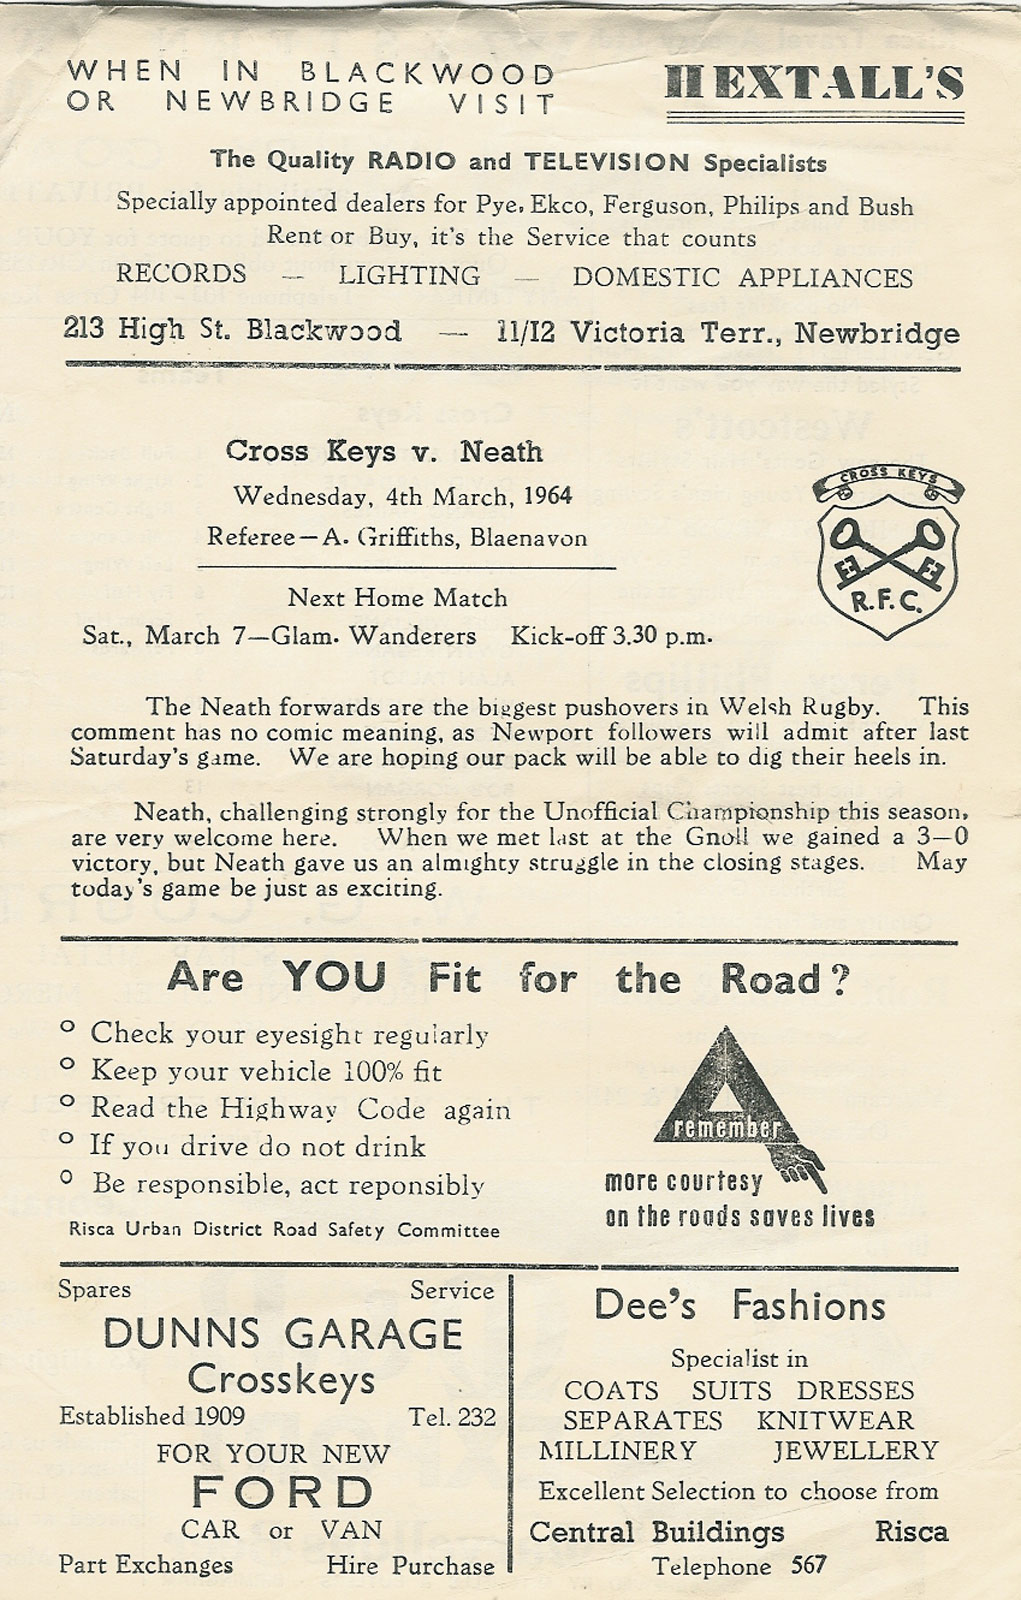 WHEN IN BLACKWOOD
OR NEWBRIDGE VISIT
HEXTALL'S
The Quality RADIO and TELEVISION Specialists
Specially appointed dealers for Pye, Ekco, Ferguson, Philips and Bush
Rent or Buy, it's the Service that counts
RECORDS — LIGHTING — DOMESTIC APPLIANCES
213 High St. Blackwood — 11/12 Victoria Terr., Newbridge
Cross Keys v. Neath
Wednesday, 4th March, 1964
Referee—A. Griffiths, Blaenavon
Next Home Match
Sat., March 7—Glam. Wanderers Kick-off 3.30 p.m.
CROSS KEYS
R.F.C.
The Neath forwards are the biggest pushovers in Welsh Rugby. This
comment has no comic meaning, as Newport followers will admit after last
Saturday's game. We are hoping our pack will be able to dig their heels in.
Neath, challenging strongly for the Unofficial Championship this season,
are very welcome here. When we met last at the Gnoll we gained a 3—0
victory, but Neath gave us an almighty struggle in the closing stages. May
today's game be just as exciting.
Are YOU Fit for the Road?
o Check your eyesight regularly
o Keep your vehicle 100% fit
o Read the Highway Code again
o If you drive do not drink
o Be responsible, act reponsibly
Risca Urban District Road Safety Committee
remember
more courtesy
on the roads saves lives
Spares Service
DUNNS GARAGE
Crosskeys
Established 1909 Tel. 232
FOR YOUR NEW
FORD
CAR or VAN
Part Exchanges Hire Purchase
Dee's Fashions
Specialist in
COATS SUITS DRESSES
SEPARATES KNITWEAR
MILLINERY JEWELLERY
Excellent Selection to choose from
Central Buildings Risca
Telephone 567